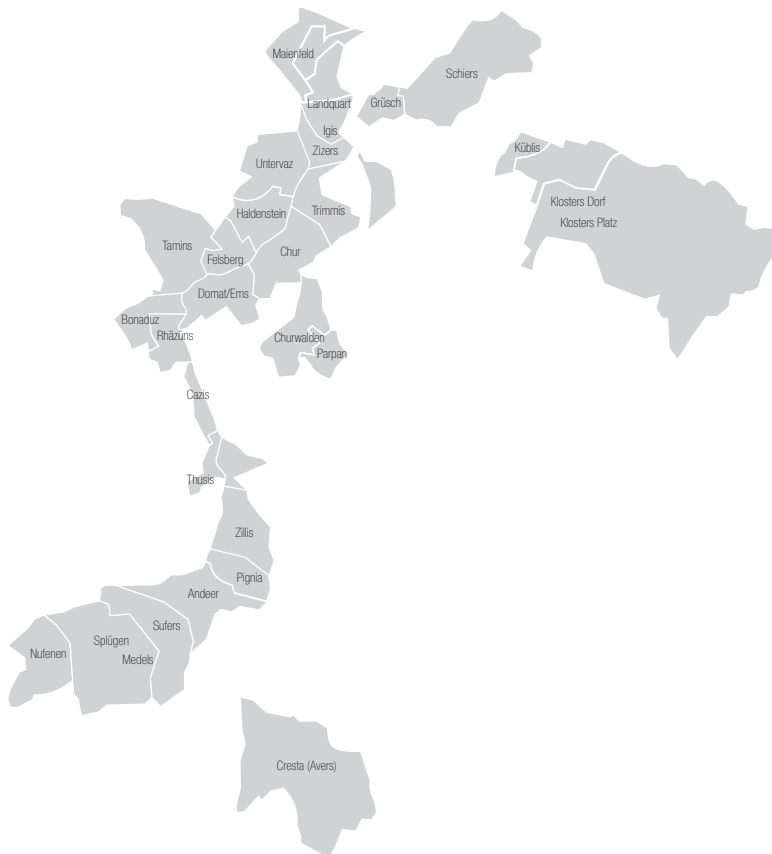 Maienfeld
Schiers
Landquart
Grüsch
Igis
Zizers
Küblis
Untervaz
Klosters Dorf
Klosters Platz
Haldenstein
Trimmis
Tamins
Chur
Felsberg
Domat/Ems
Bonaduz
Rhäzüns
Churwalden
Parpan
Cazis
Thusis
Zillis
Pignia
Andeer
Sufers
Splügen
Nufenen
Medels
Cresta (Avers)